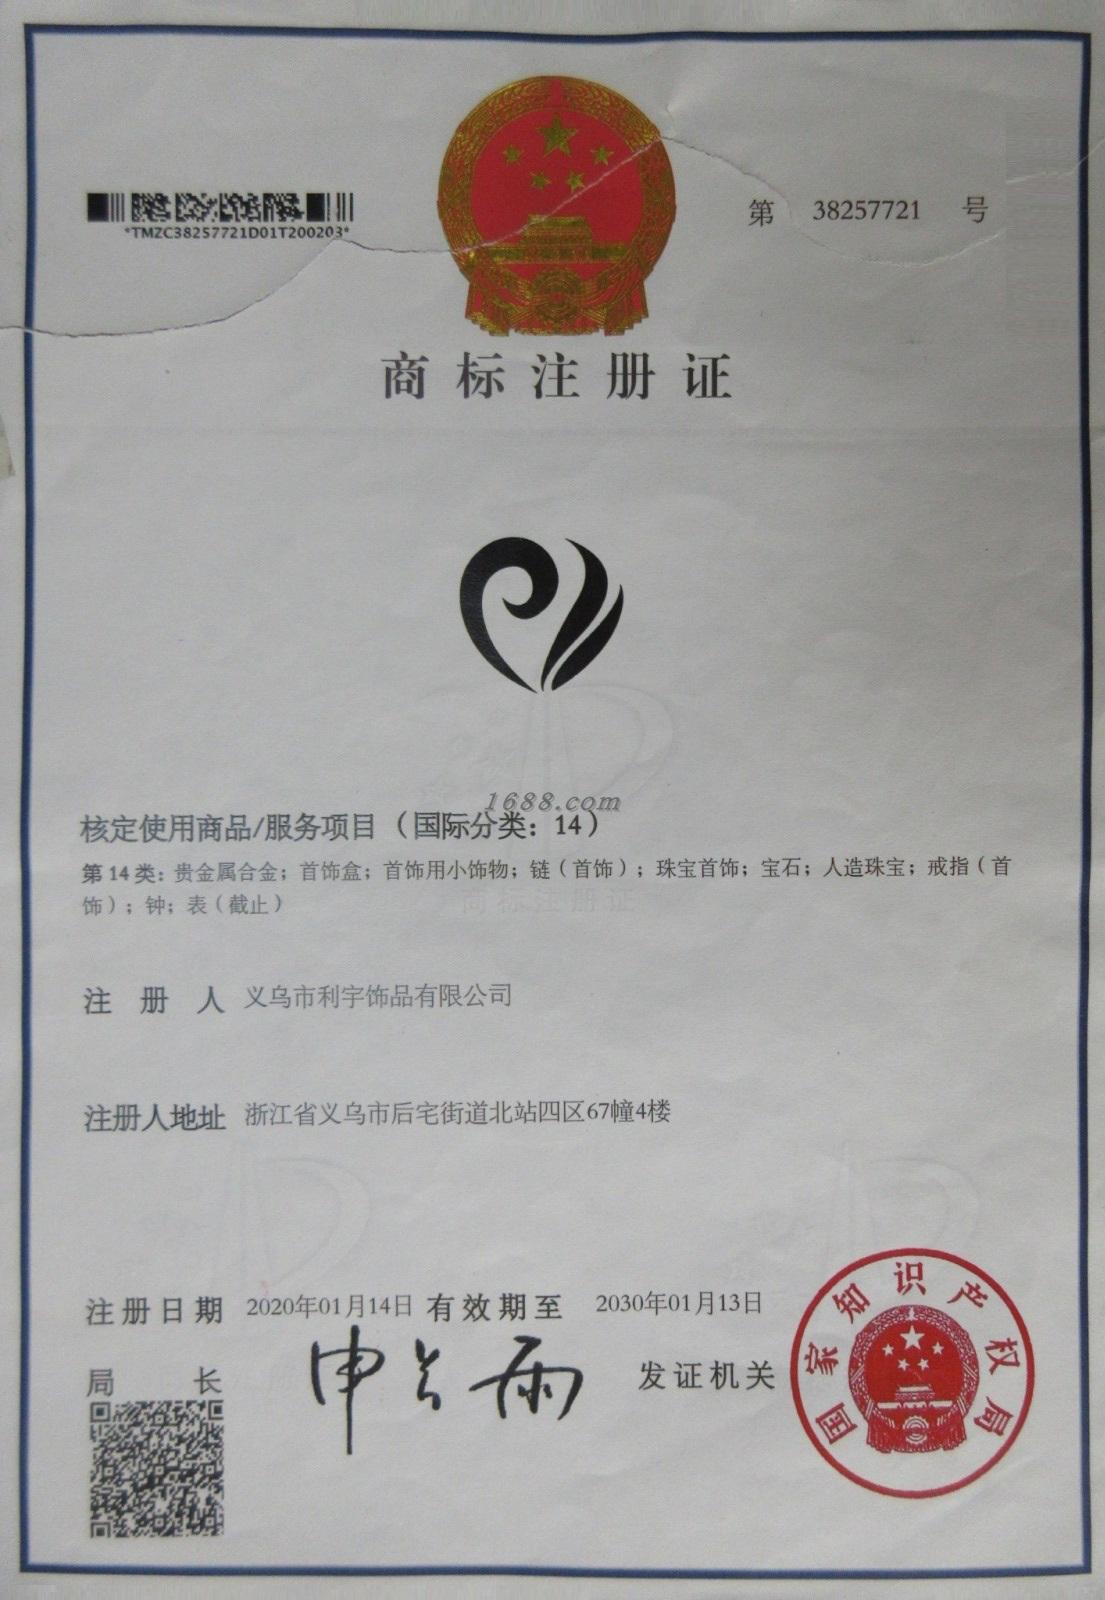 *TMZC38257721D01T200203*
第 38257721 号
商标注册证
1688.com
核定使用商品/服务项目（国际分类：14）
第14类：贵金属合金；首饰盒；首饰用小饰物；链（首饰）；珠宝首饰；宝石；人造珠宝；戒指（首
饰）；钟；表（截止）
商标注册证
注册人 义乌市利宇饰品有限公司
注册人地址 浙江省义乌市后宅街道北站四区67幢4楼
注册日期 2020年01月14日 有效期至 2030年01月13日
局长 申长雨 发证机关
国家知识产权局